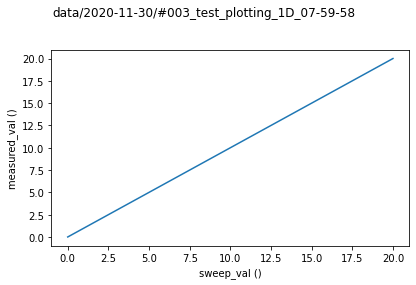 data/2020-11-30/#003_test_plotting_1D_07-59-58
20.0
17.5
15.0
12.5
10.0
7.5
5.0
2.5
0.0
measured_val ()
0.0 2.5 5.0 7.5 10.0 12.5 15.0 17.5 20.0
sweep_val ()